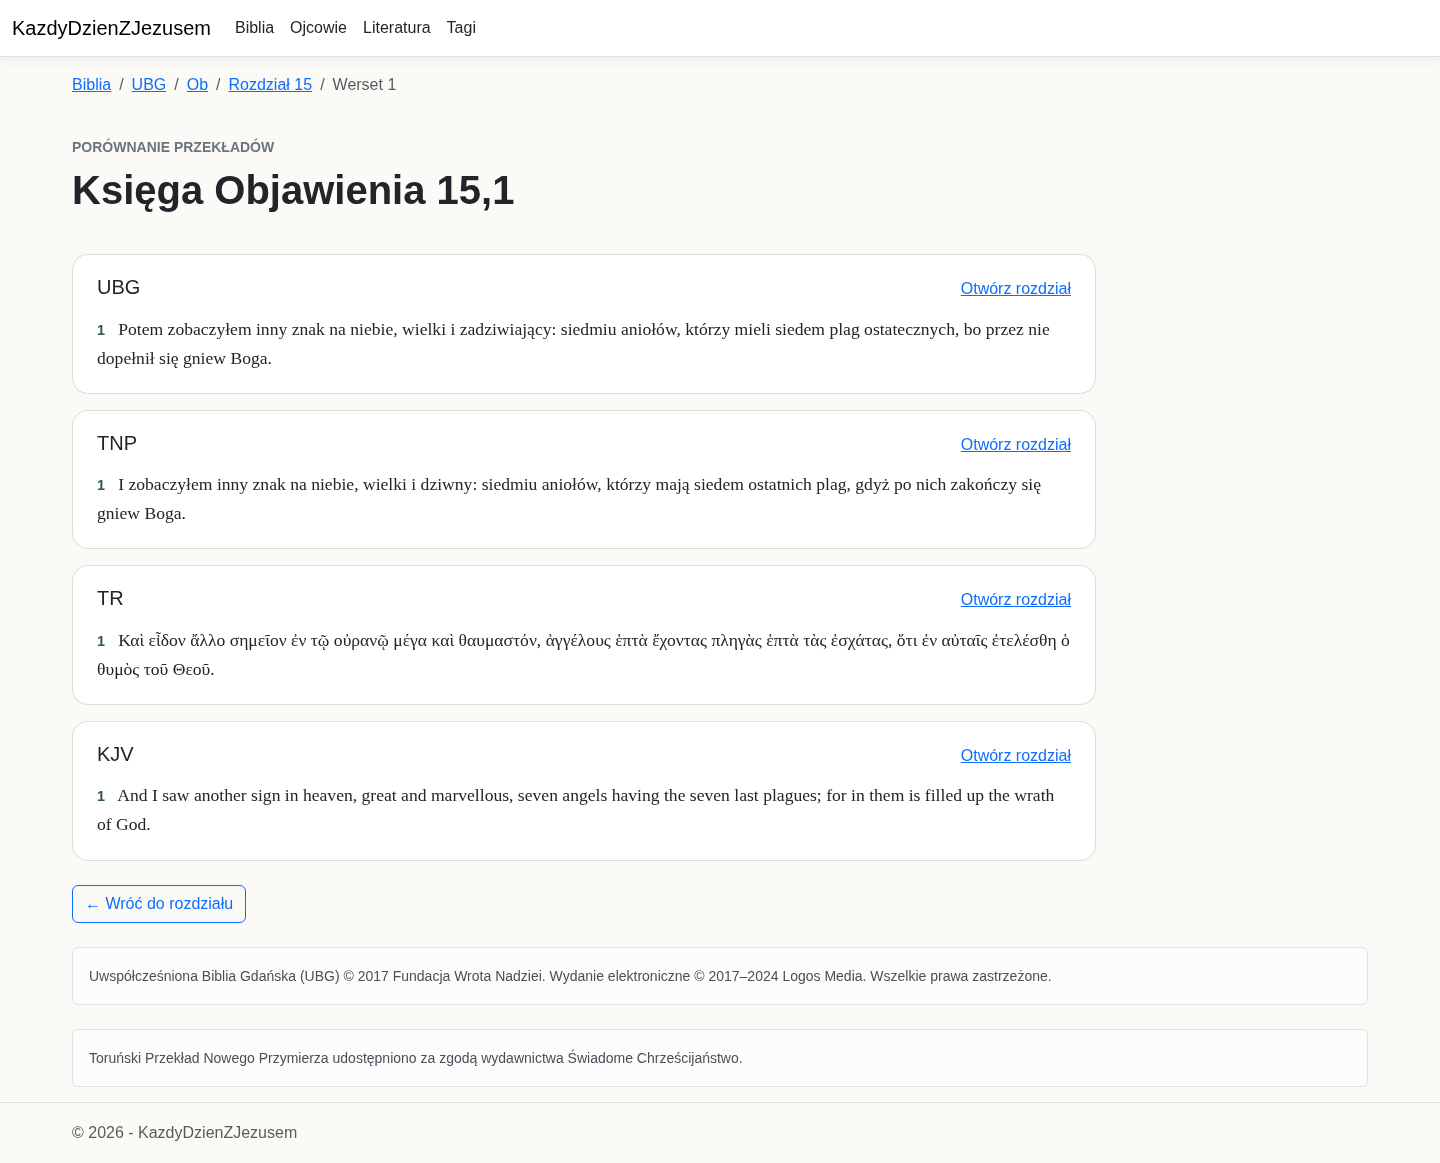 KazdyDzienZJezusem Biblia Ojcowie Literatura Tagi
Biblia / UBG / Ob / Rozdział 15 / Werset 1
PORÓWNANIE PRZEKŁADÓW
Księga Objawienia 15,1
UBG Otwórz rozdział
1 Potem zobaczyłem inny znak na niebie, wielki i zadziwiający: siedmiu aniołów, którzy mieli siedem plag ostatecznych, bo przez nie
dopełnił się gniew Boga.
TNP Otwórz rozdział
1 I zobaczyłem inny znak na niebie, wielki i dziwny: siedmiu aniołów, którzy mają siedem ostatnich plag, gdyż po nich zakończy się
gniew Boga.
TR Otwórz rozdział
1 Καὶ εἶδον ἄλλο σημεῖον ἐν τῷ οὐρανῷ μέγα καὶ θαυμαστόν, ἀγγέλους ἑπτὰ ἔχοντας πληγὰς ἑπτὰ τὰς ἐσχάτας, ὅτι ἐν αὐταῖς ἐτελέσθη ὁ
θυμὸς τοῦ Θεοῦ.
KJV Otwórz rozdział
1 And I saw another sign in heaven, great and marvellous, seven angels having the seven last plagues; for in them is filled up the wrath
of God.
← Wróć do rozdziału
Uwspółcześniona Biblia Gdańska (UBG) © 2017 Fundacja Wrota Nadziei. Wydanie elektroniczne © 2017–2024 Logos Media. Wszelkie prawa zastrzeżone.
Toruński Przekład Nowego Przymierza udostępniono za zgodą wydawnictwa Świadome Chrześcijaństwo.
© 2026 - KazdyDzienZJezusem